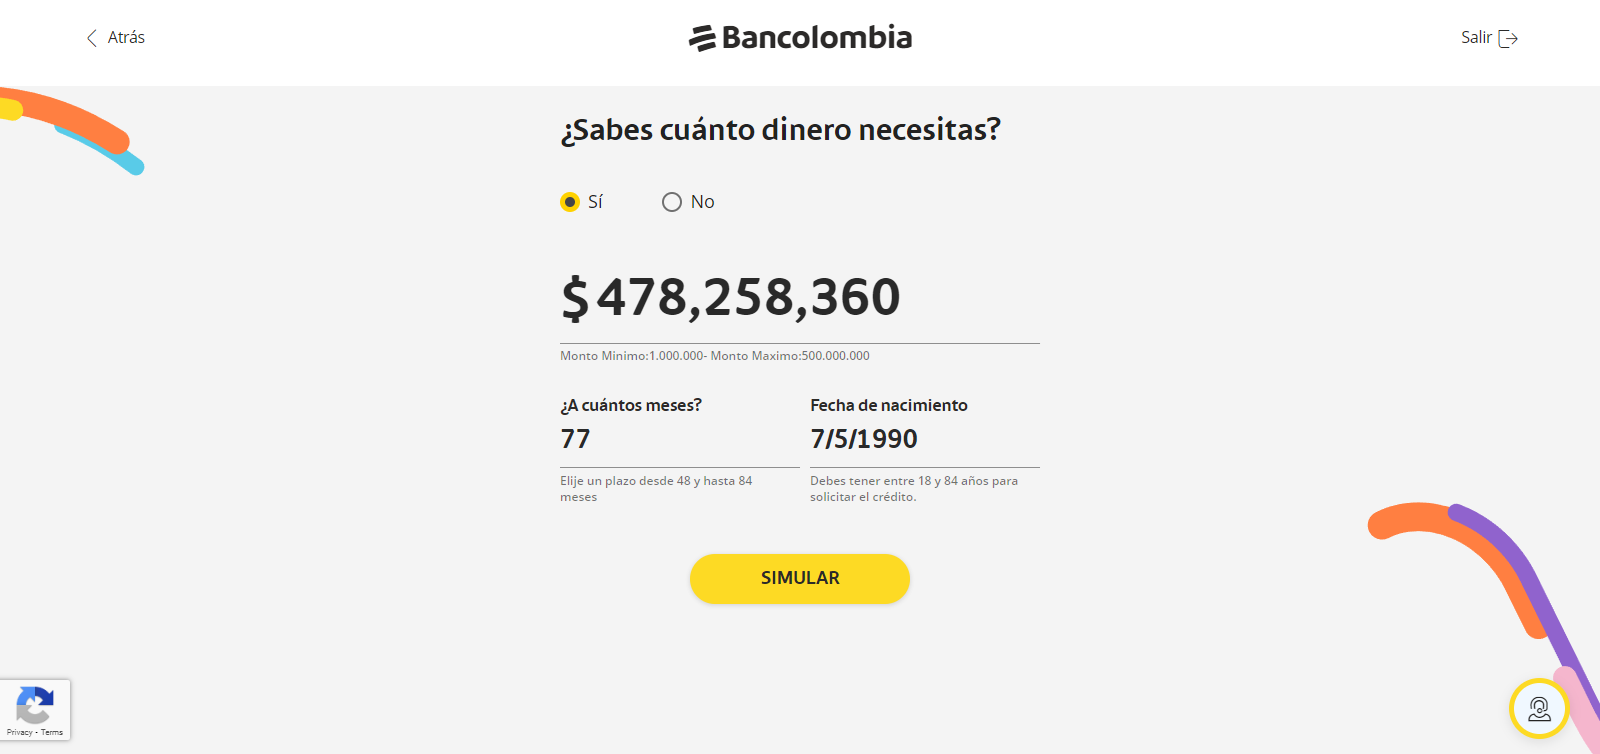 Atrás
Bancolombia
Salir
¿Sabes cuánto dinero necesitas?
Sí
No
$ 478,258,360
Monto Minimo:1.000.000- Monto Maximo:500.000.000
¿A cuántos meses?
77
Elije un plazo desde 48 y hasta 84
meses
Fecha de nacimiento
7/5/1990
Debes tener entre 18 y 84 años para
solicitar el crédito.
SIMULAR
Privacy - Terms